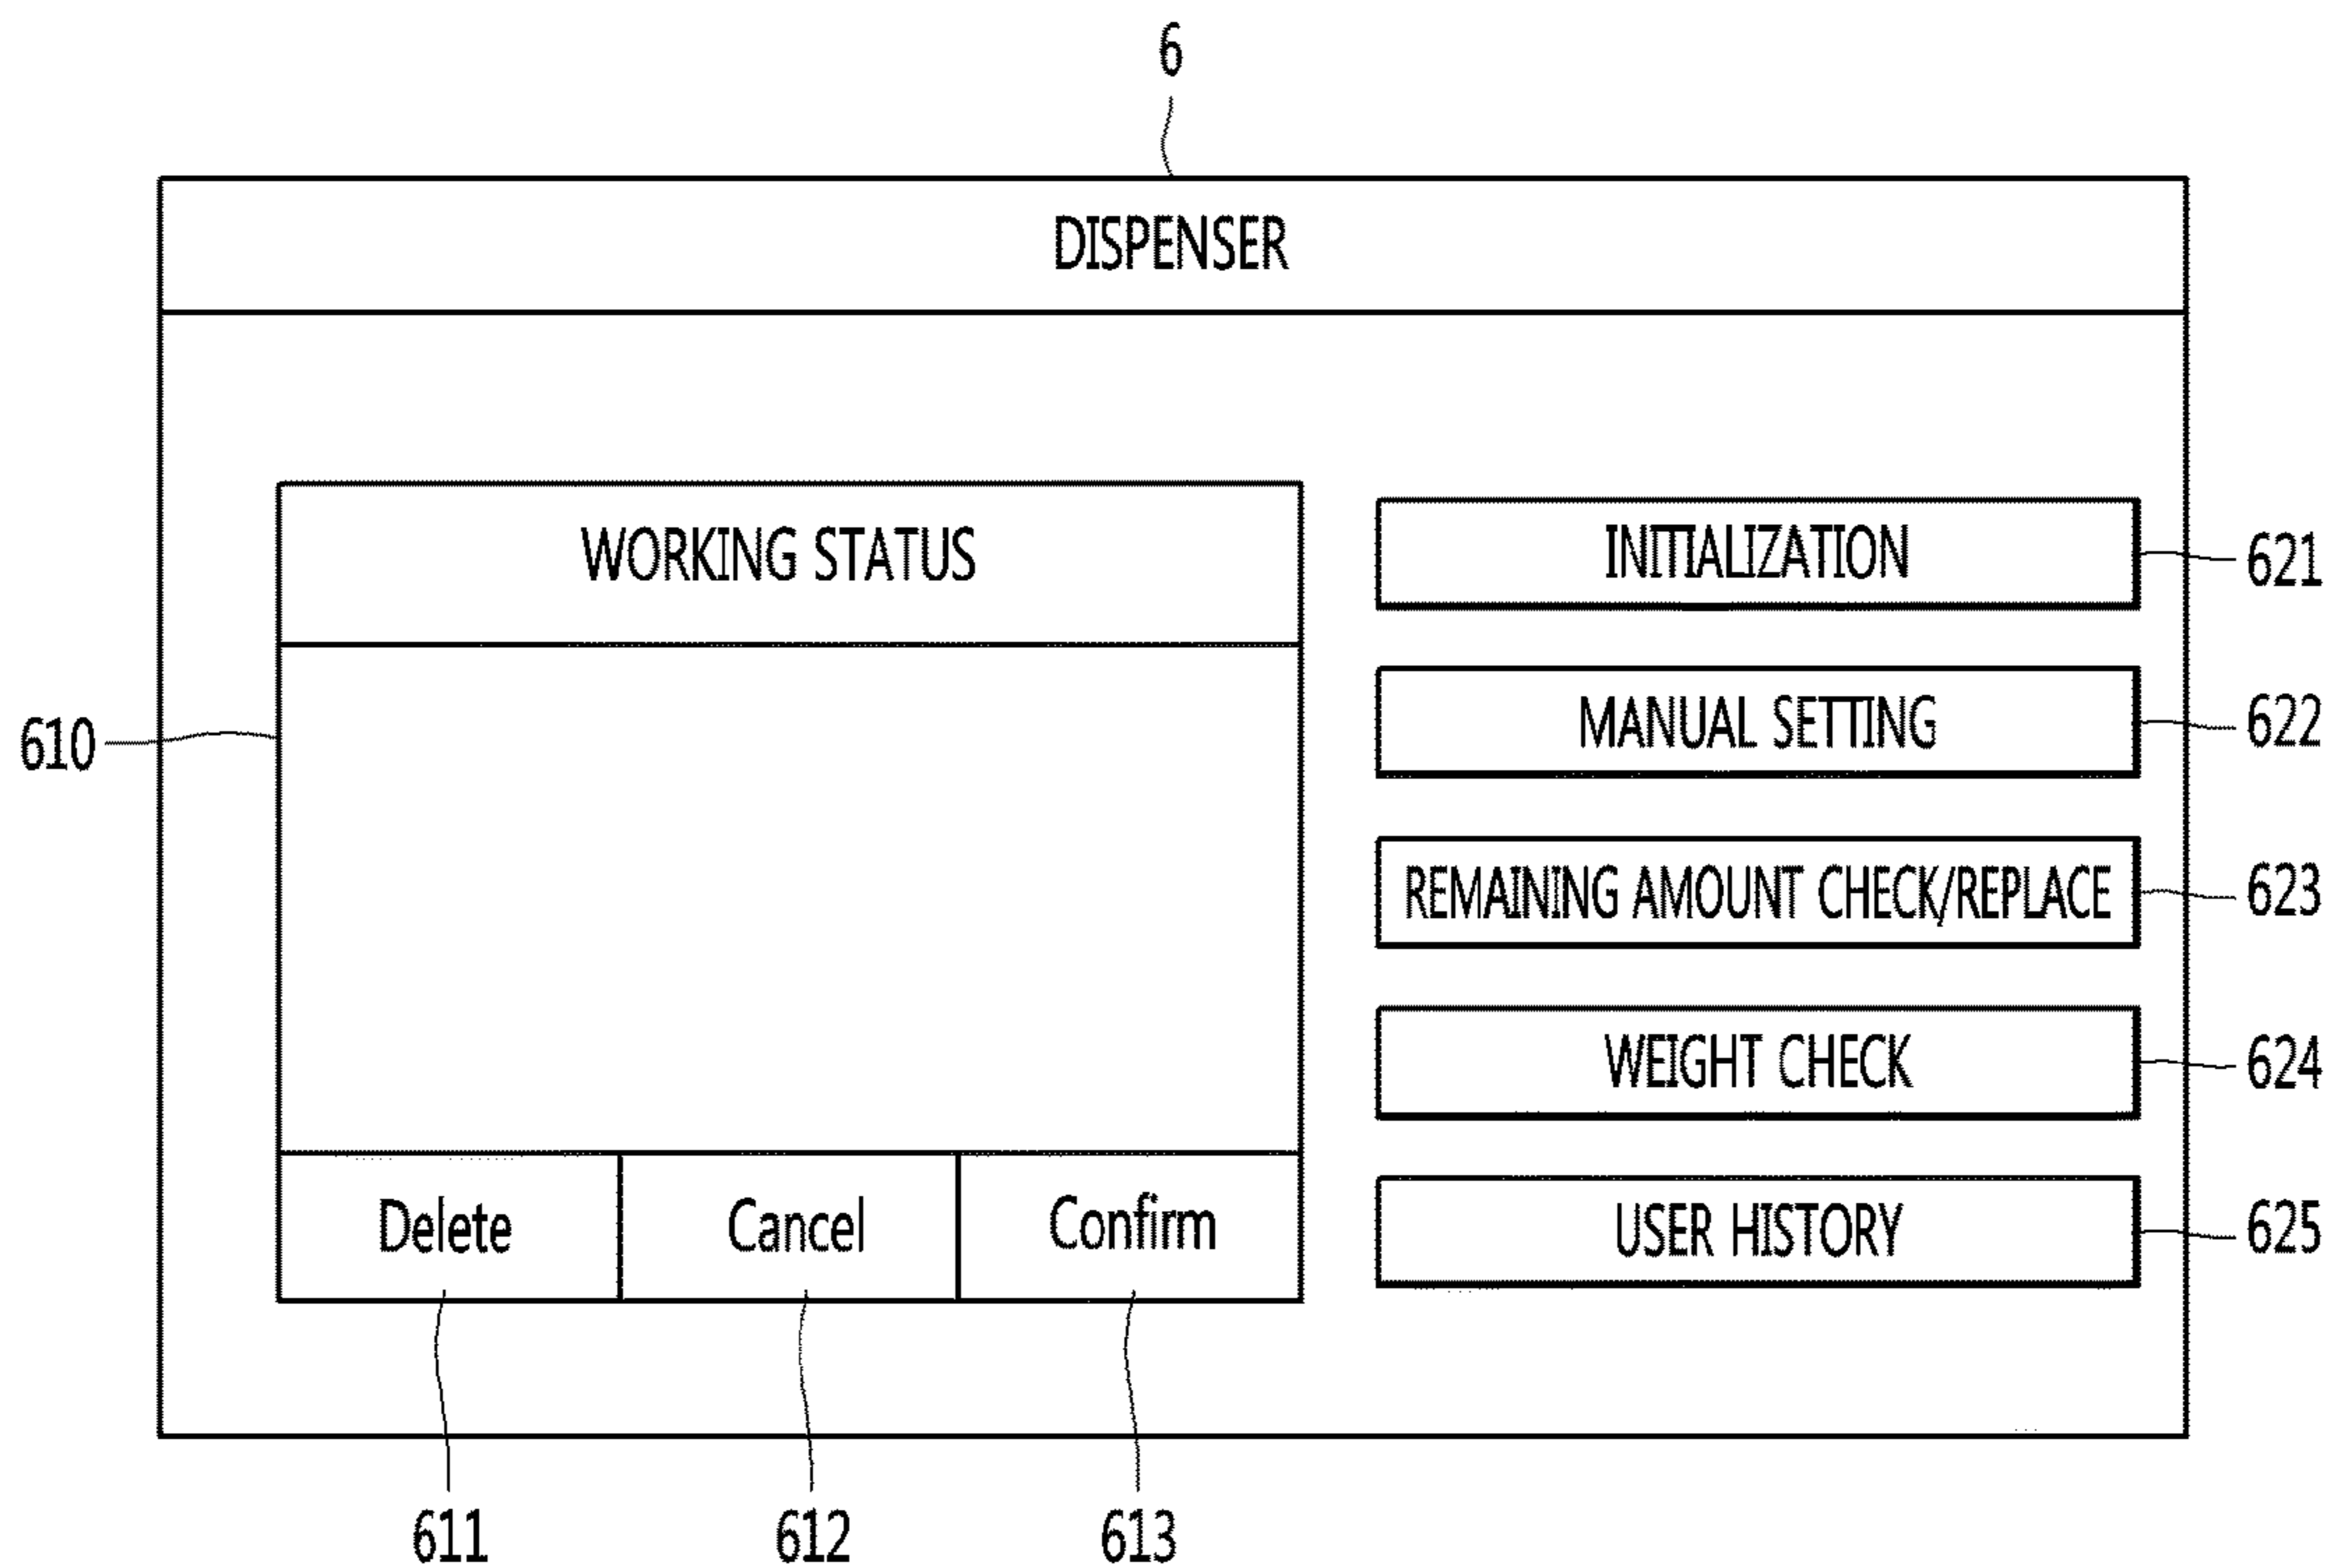 6
DISPENSER
WORKING STATUS
INITIALIZATION
621
MANUAL SETTING
622
610
REMAINING AMOUNT CHECK/REPLACE
623
WEIGHT CHECK
624
Delete
Cancel
Confirm
USER HISTORY
625
611
612
613